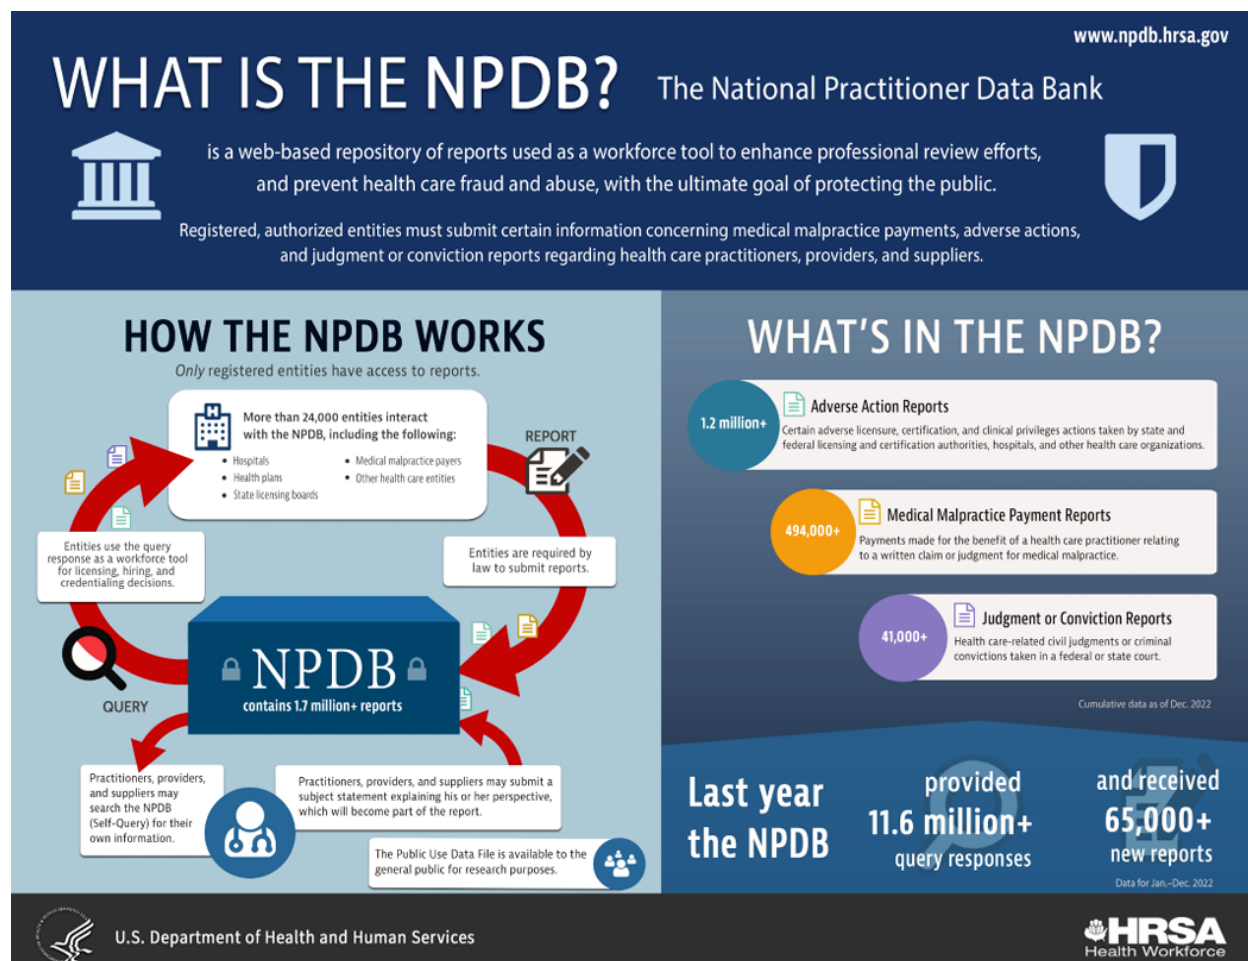 www.npdb.hrsa.gov
WHAT IS THE NPDB? The National Practitioner Data Bank
is a web-based repository of reports used as a workforce tool to enhance professional review efforts,
and prevent health care fraud and abuse, with the ultimate goal of protecting the public.
Registered, authorized entities must submit certain information concerning medical malpractice payments, adverse actions,
and judgment or conviction reports regarding health care practitioners, providers, and suppliers.
HOW THE NPDB WORKS
Only registered entities have access to reports.
More than 24,000 entities interact
with the NPDB, including the following:
• Hospitals
• Health plans
• State licensing boards
• Medical malpractice payers
• Other health care entities
REPORT
Entities are required by
law to submit reports.
Entities use the query
response as a workforce tool
for licensing, hiring, and
credentialing decisions.
QUERY
NPDB
contains 1.7 million+ reports
Practitioners, providers,
and suppliers may
search the NPDB
(Self-Query) for their
own information.
Practitioners, providers, and suppliers may submit a
subject statement explaining his or her perspective,
which will become part of the report.
The Public Use Data File is available to the
general public for research purposes.
WHAT'S IN THE NPDB?
1.2 million+
Adverse Action Reports
Certain adverse licensure, certification, and clinical privileges actions taken by state and
federal licensing and certification authorities, hospitals, and other health care organizations.
494,000+
Medical Malpractice Payment Reports
Payments made for the benefit of a health care practitioner relating
to a written claim or judgment for medical malpractice.
41,000+
Judgment or Conviction Reports
Health care-related civil judgments or criminal
convictions taken in a federal or state court.
Cumulative data as of Dec. 2022
Last year
the NPDB
provided
11.6 million+
query responses
and received
65,000+
new reports
Data for Jan.–Dec. 2022
U.S. Department of Health and Human Services
HRSA
Health Workforce